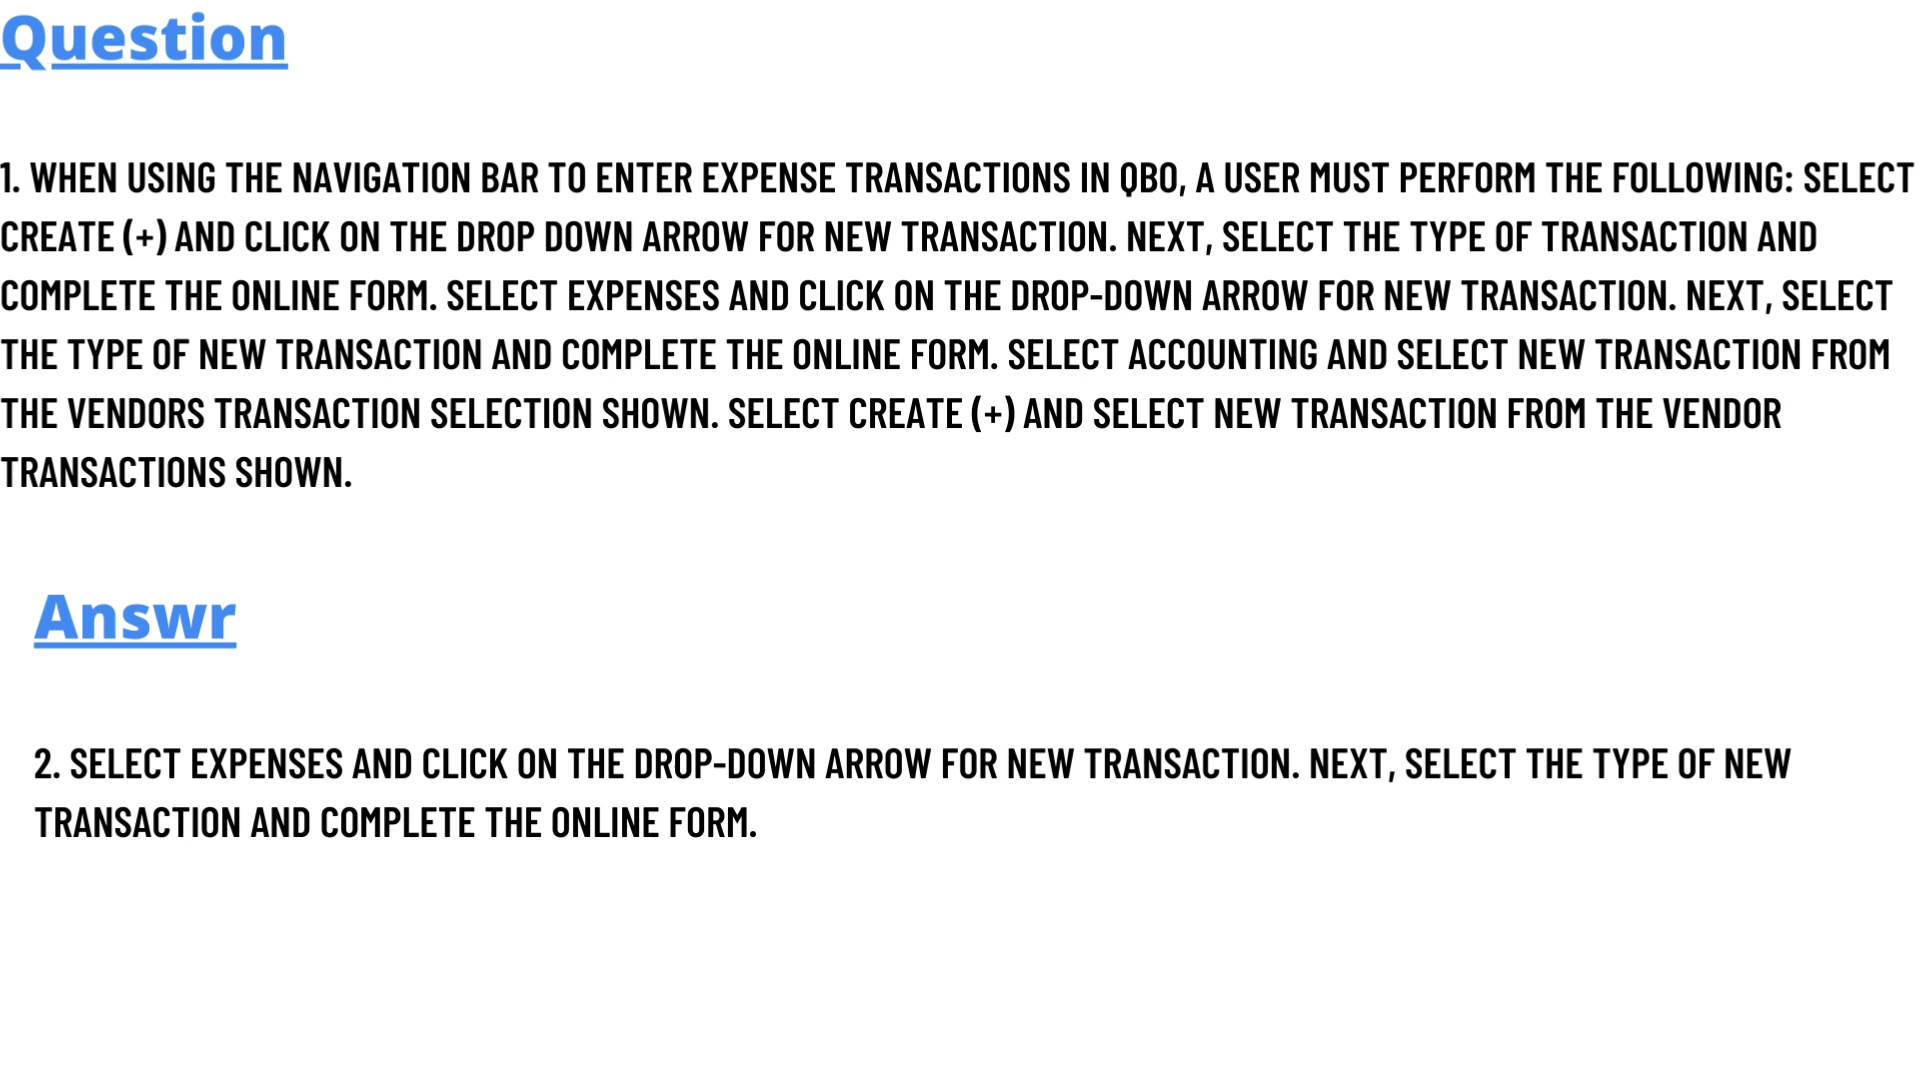 Question
1. WHEN USING THE NAVIGATION BAR TO ENTER EXPENSE TRANSACTIONS IN QBO, A USER MUST PERFORM THE FOLLOWING: SELECT
CREATE (+) AND CLICK ON THE DROP DOWN ARROW FOR NEW TRANSACTION. NEXT, SELECT THE TYPE OF TRANSACTION AND
COMPLETE THE ONLINE FORM. SELECT EXPENSES AND CLICK ON THE DROP-DOWN ARROW FOR NEW TRANSACTION. NEXT, SELECT
THE TYPE OF NEW TRANSACTION AND COMPLETE THE ONLINE FORM. SELECT ACCOUNTING AND SELECT NEW TRANSACTION FROM
THE VENDORS TRANSACTION SELECTION SHOWN. SELECT CREATE (+) AND SELECT NEW TRANSACTION FROM THE VENDOR
TRANSACTIONS SHOWN.
Answr
2. SELECT EXPENSES AND CLICK ON THE DROP-DOWN ARROW FOR NEW TRANSACTION. NEXT, SELECT THE TYPE OF NEW
TRANSACTION AND COMPLETE THE ONLINE FORM.